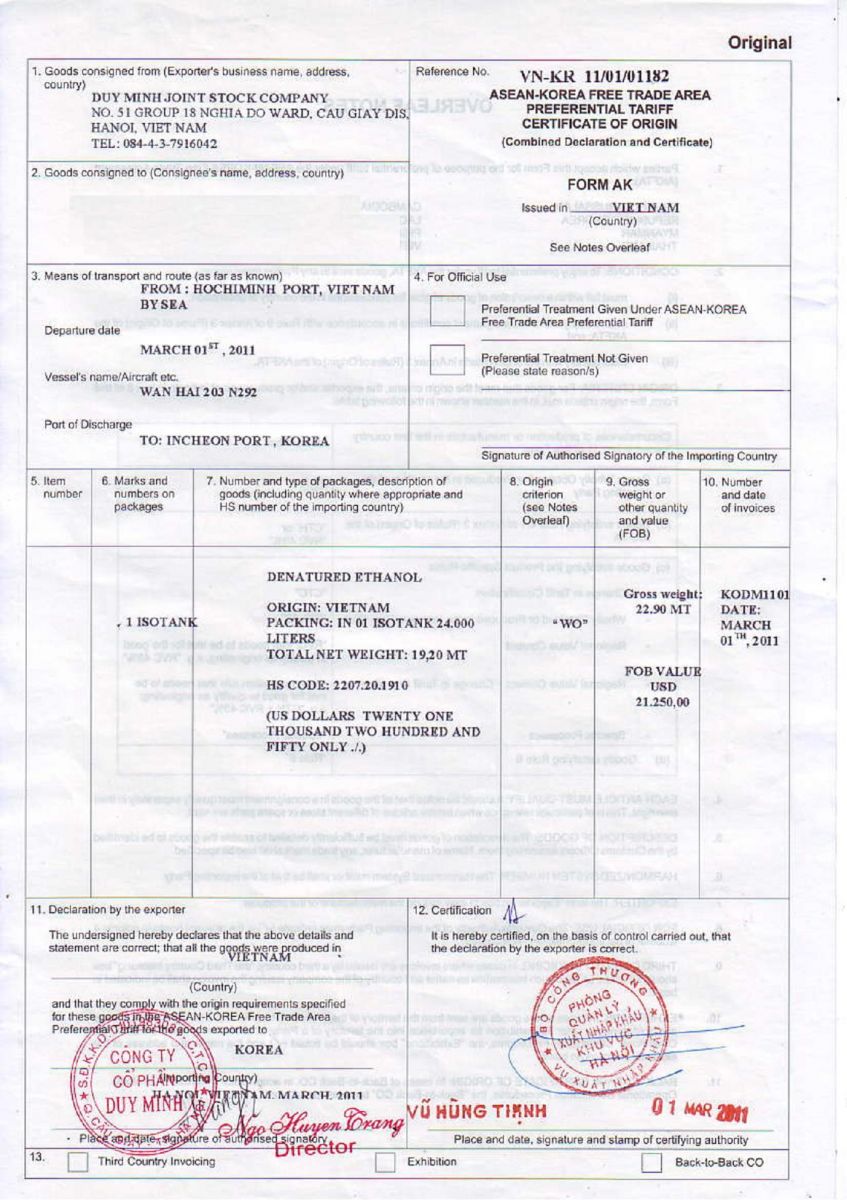 Original
1. Goods consigned from (Exporter's business name, address,
country)
DUY MINH JOINT STOCK COMPANY
NO. 51 GROUP 18 NGHIA DO WARD, CAU GIAY DIS,
HANOI, VIET NAM
TEL: 084-4-3-7916042
Reference No. VN-KR 11/01/01182
ASEAN-KOREA FREE TRADE AREA
PREFERENTIAL TARIFF
CERTIFICATE OF ORIGIN
(Combined Declaration and Certificate)
FORM AK
Issued in VIET NAM
(Country)
See Notes Overleaf
2. Goods consigned to (Consignee's name, address, country)
3. Means of transport and route (as far as known)
FROM : HOCHIMINH PORT, VIET NAM
BY SEA
Departure date
MARCH 01ST, 2011
Vessel's name/Aircraft etc.
WAN HAI 203 N292
Port of Discharge
TO: INCHEON PORT, KOREA
4. For Official Use
Preferential Treatment Given Under ASEAN-KOREA
Free Trade Area Preferential Tariff
Preferential Treatment Not Given
(Please state reason/s)
Signature of Authorised Signatory of the Importing Country
5. Item
number
6. Marks and
numbers on
packages
7. Number and type of packages, description of
goods (including quantity where appropriate and
HS number of the importing country)
8. Origin
criterion
(see Notes
Overleaf)
9. Gross
weight or
other quantity
and value
(FOB)
10. Number
and date
of invoices
1 ISOTANK
DENATURED ETHANOL
ORIGIN: VIETNAM
PACKING: IN 01 ISOTANK 24.000
LITERS
TOTAL NET WEIGHT: 19,20 MT
HS CODE: 2207.20.1910
(US DOLLARS TWENTY ONE
THOUSAND TWO HUNDRED AND
FIFTY ONLY ./.)
"WO"
Gross weight:
22.90 MT
FOB VALUE
USD
21.250,00
KODM1101
DATE:
MARCH
01TH, 2011
11. Declaration by the exporter
The undersigned hereby declares that the above details and
statement are correct; that all the goods were produced in
VIETNAM
(Country)
and that they comply with the origin requirements specified
for these goods in the ASEAN-KOREA Free Trade Area
Preferential Tariff for the goods exported to
KOREA
(Importing Country)
HANOI, VIETNAM, MARCH, 2011
Place and date, signature of authorised signatory
CÔNG TY
CỔ PHẦN
DUY MINH
Ngo Huyen Trang
Director
12. Certification
It is hereby certified, on the basis of control carried out, that
the declaration by the exporter is correct.
BỘ CÔNG THƯƠNG
PHÒNG
QUẢN LÝ
XUẤT NHẬP KHẨU
KHU VỰC
HÀ NỘI
VỤ XUẤT NHẬP KHẨU
VŨ HÙNG THỊNH
01 MAR 2011
Place and date, signature and stamp of certifying authority
13.
Third Country Invoicing
Exhibition
Back-to-Back CO